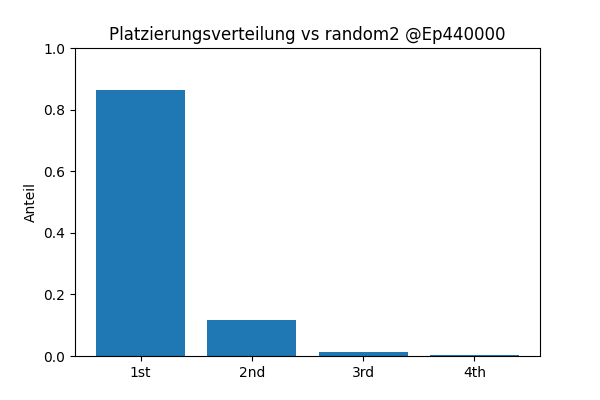 Platzierungsverteilung vs random2 @Ep440000
1.0
0.8
0.6
0.4
0.2
0.0
Anteil
1st
2nd
3rd
4th